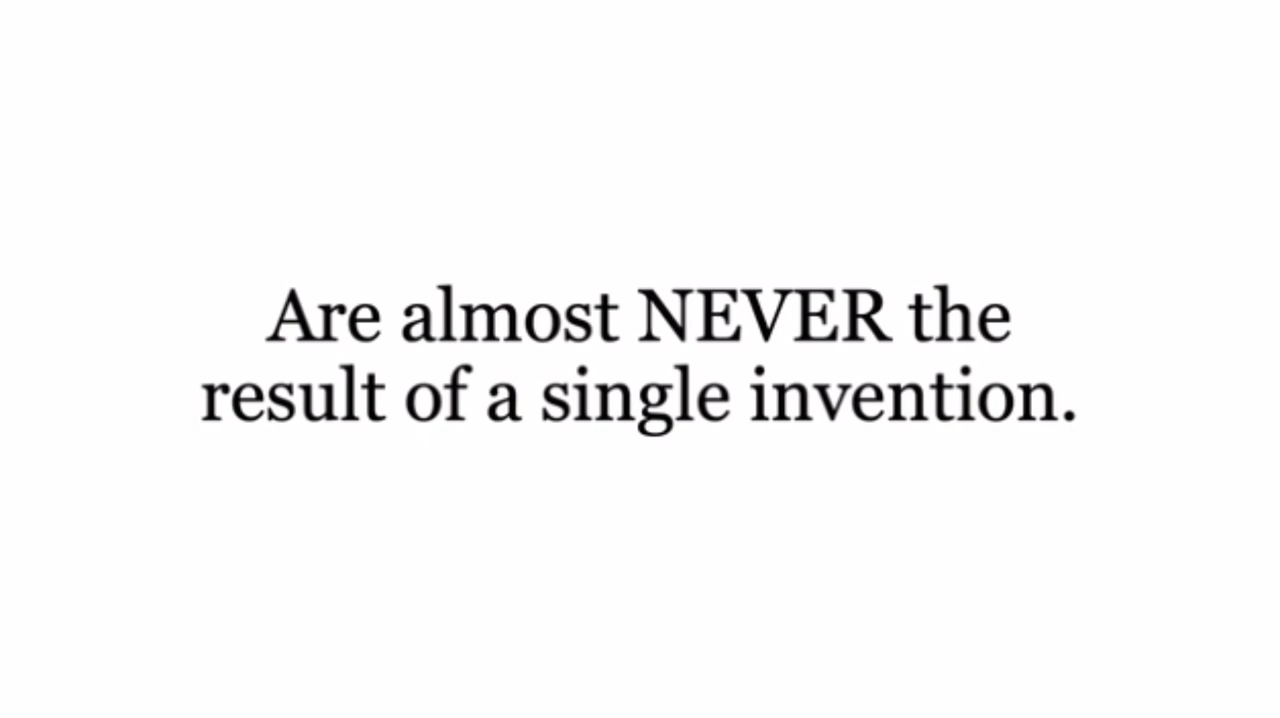 Are almost NEVER the
result of a single invention.